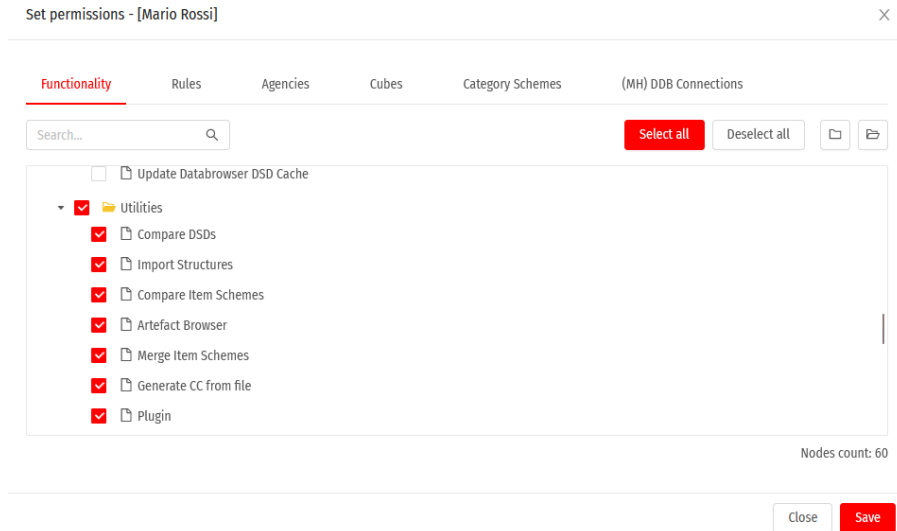 Set permissions - [Mario Rossi]
Functionality Rules Agencies Cubes Category Schemes (MH) DDB Connections
Search... Select all Deselect all
Update Databrowser DSD Cache
Utilities
Compare DSDs
Import Structures
Compare Item Schemes
Artefact Browser
Merge Item Schemes
Generate CC from file
Plugin
Nodes count: 60
Close Save